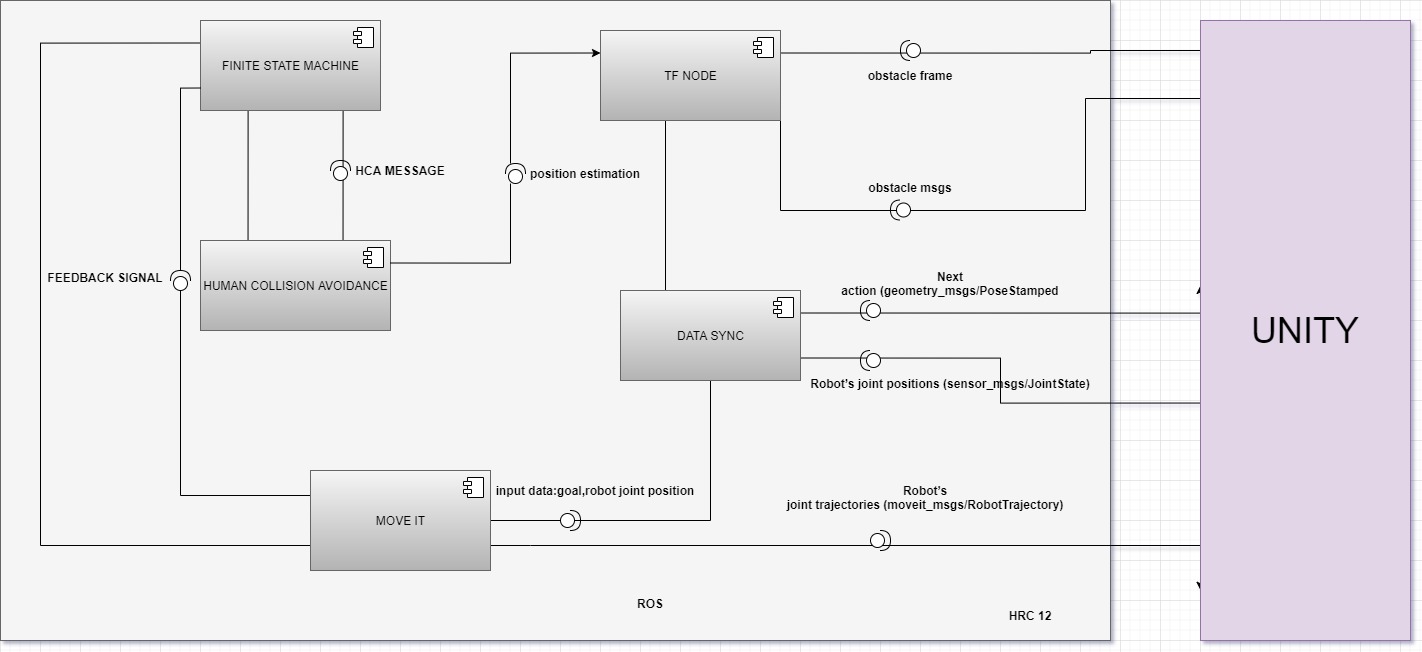 FINITE STATE MACHINE
TF NODE
obstacle frame
HCA MESSAGE
position estimation
obstacle msgs
FEEDBACK SIGNAL
HUMAN COLLISION AVOIDANCE
Next
action (geometry_msgs/PoseStamped
DATA SYNC
UNITY
Robot's joint positions (sensor_msgs/JointState)
input data:goal,robot joint position
Robot's
joint trajectories (moveit_msgs/RobotTrajectory)
MOVE IT
ROS
HRC 12